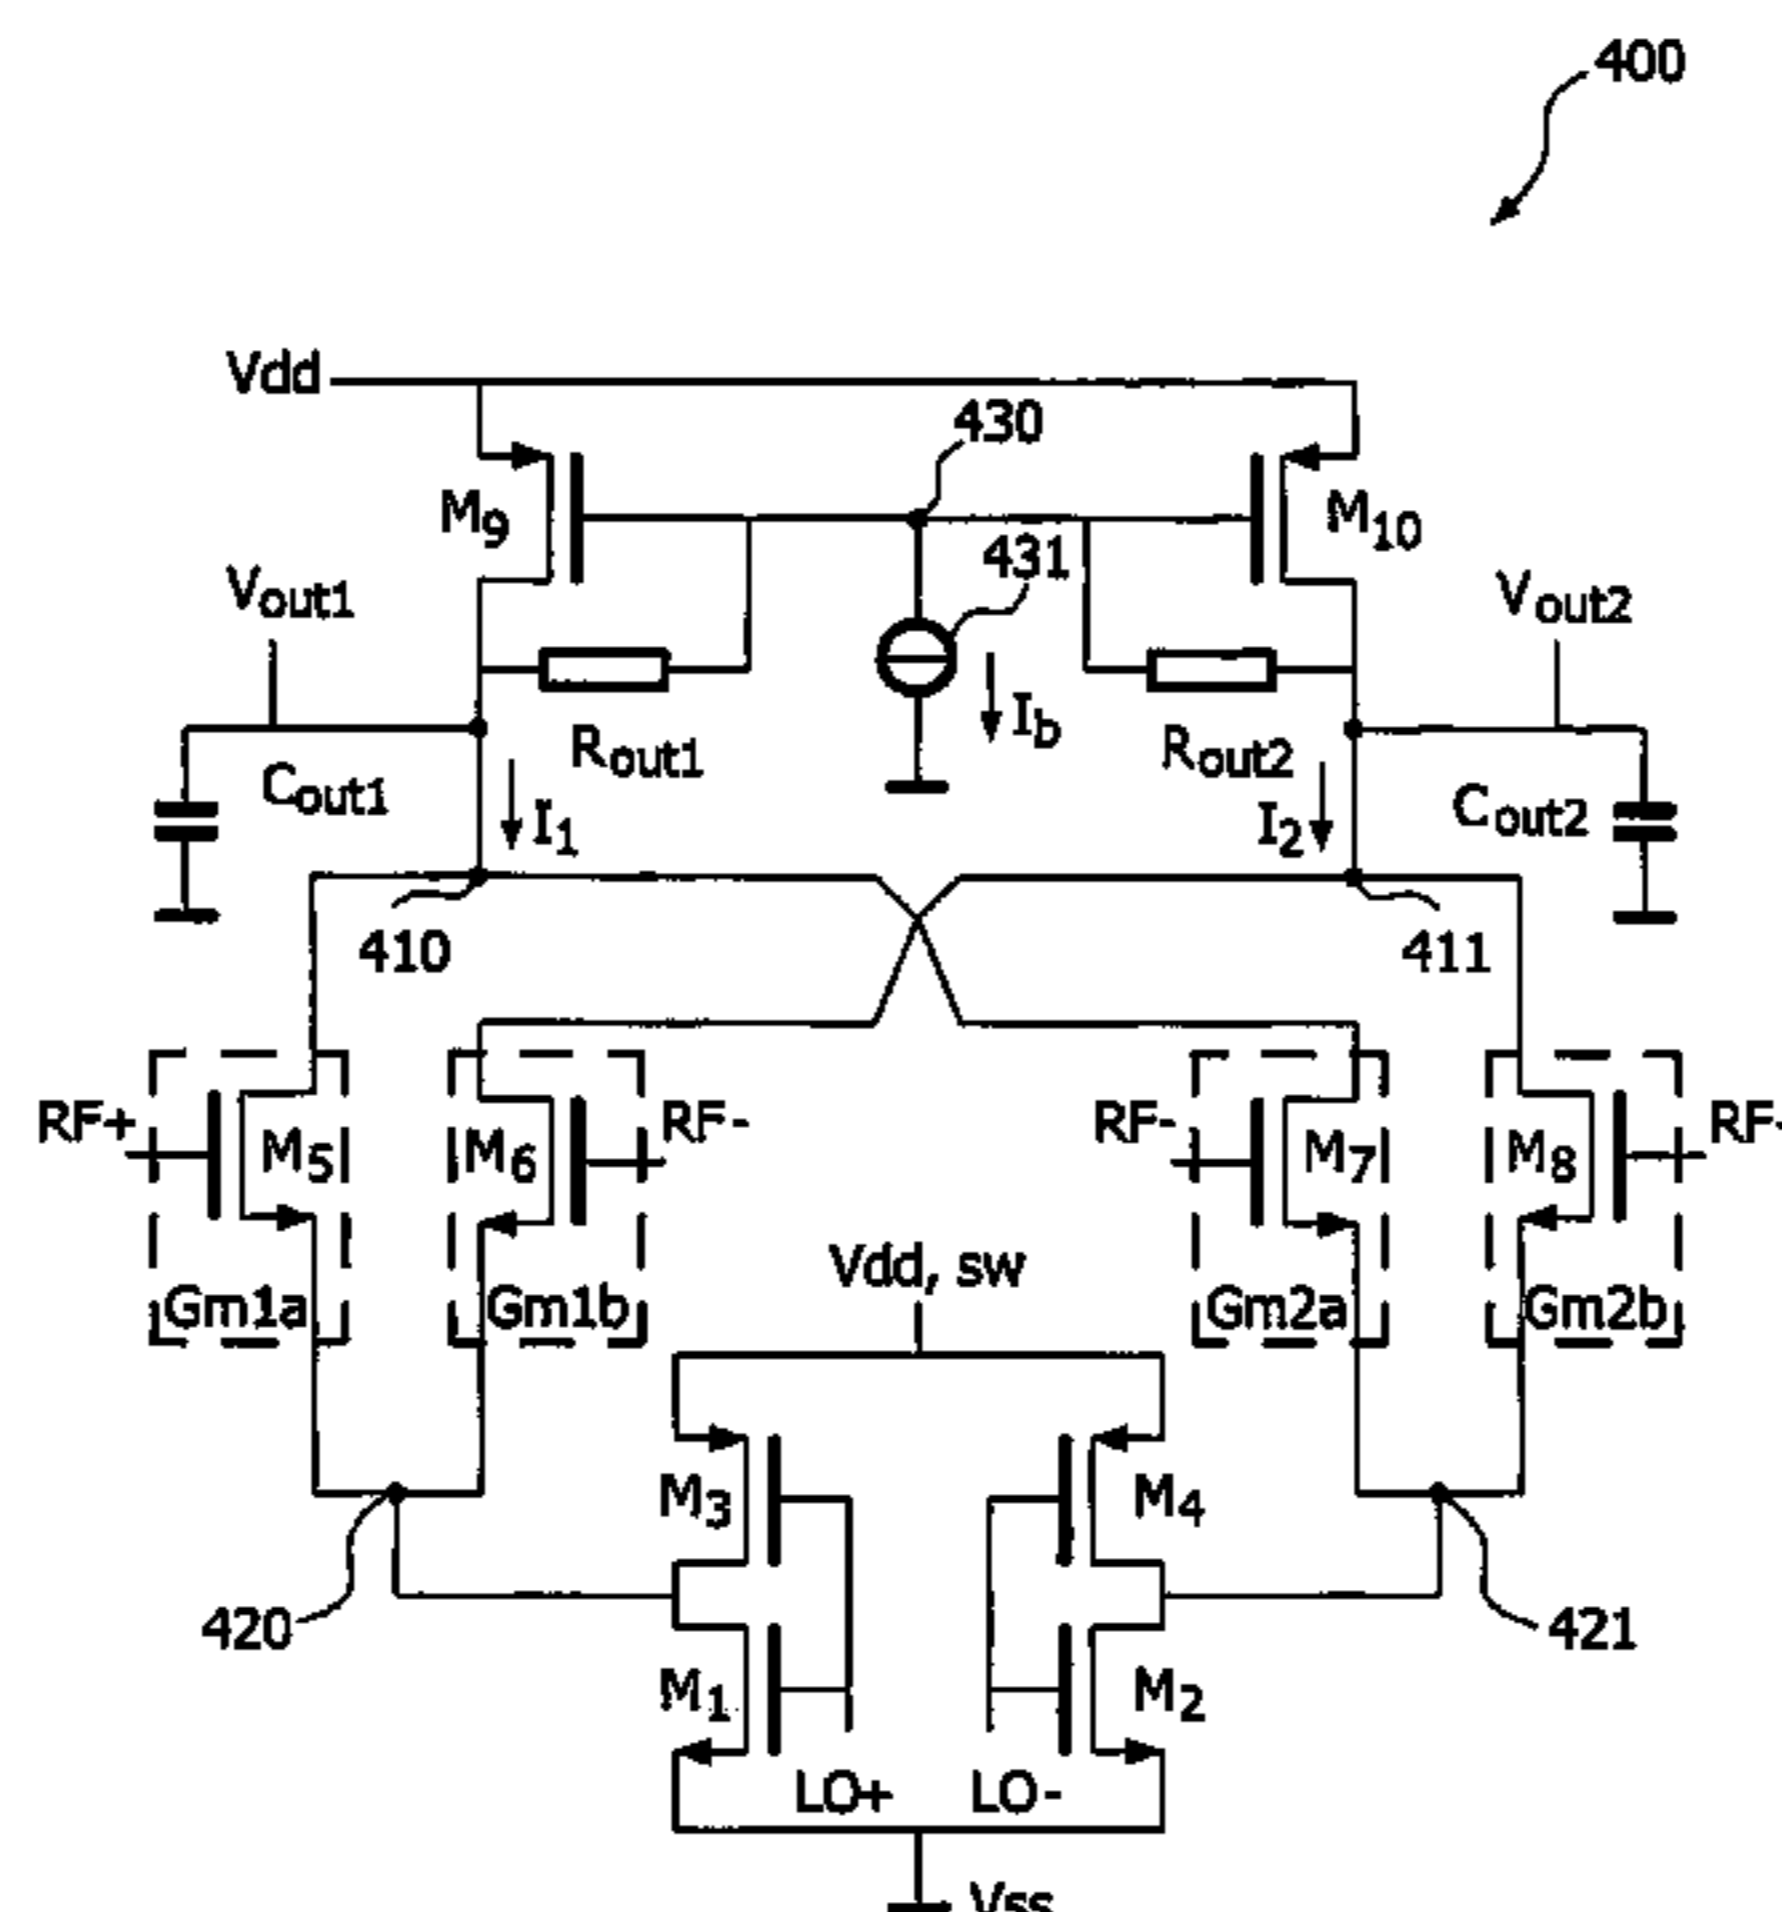 400
Vdd
430
M9
M10
431
Vout1
Vout2
Ib
Rout1
Rout2
Cout1
I1
I2
Cout2
410
411
RF+
M5
M6
RF-
RF-
M7
M8
Gm1a
Gm1b
Vdd, sw
Gm2a
Gm2b
M3
M4
420
421
M1
M2
LO+
LO-
Vss